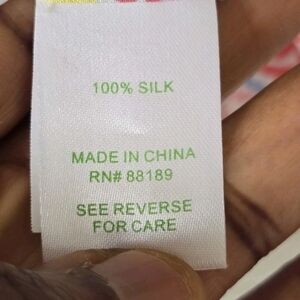 100% SILK
MADE IN CHINA
RN# 88189
SEE REVERSE
FOR CARE